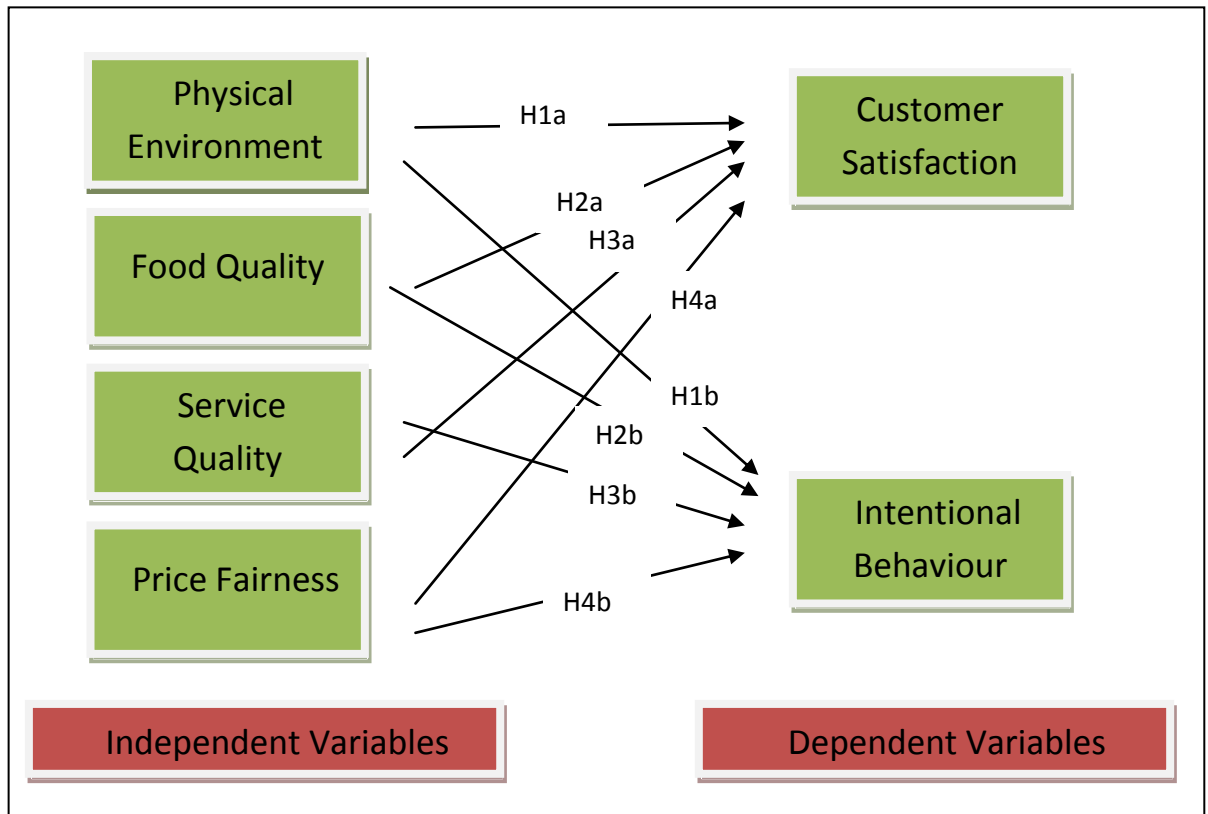 Physical
Environment
Food Quality
Service
Quality
Price Fairness
H1a
H2a
H3a
H4a
H1b
H2b
H3b
H4b
Customer
Satisfaction
Intentional
Behaviour
Independent Variables
Dependent Variables